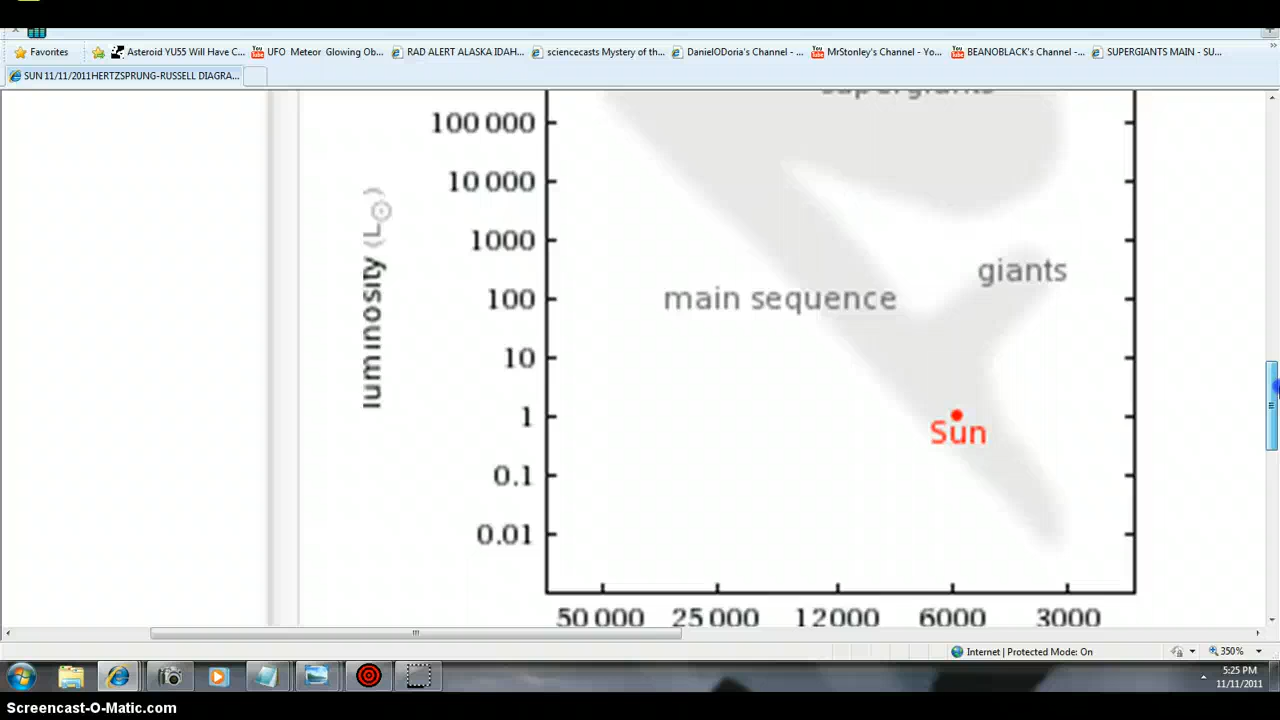 Favorites Asteroid YU55 Will Have C... UFO Meteor Glowing Ob... RAD ALERT ALASKA IDAH... sciencecasts Mystery of th... DanielODoria's Channel - ... MrStonley's Channel - Yo... BEANOBLACK's Channel -... SUPERGIANTS MAIN - SU...
SUN 11/11/2011HERTZSPRUNG-RUSSELL DIAGRA...
supergiants
100 000
10 000
1000
giants
100
main sequence
luminosity (L☉)
10
1
Sun
0.1
0.01
50 000 25 000 12000 6000 3000
Internet | Protected Mode: On 350%
5:25 PM
11/11/2011
Screencast-O-Matic.com